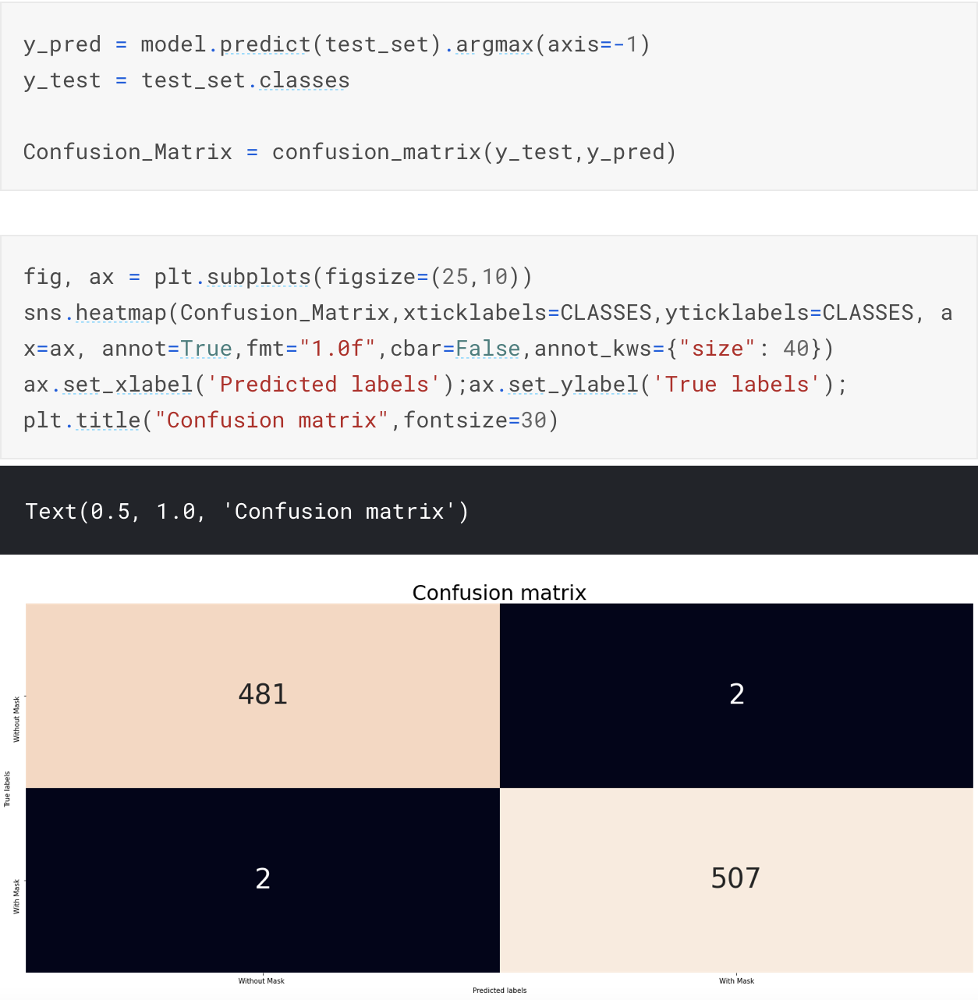 y_pred = model.predict(test_set).argmax(axis=-1)
y_test = test_set.classes
Confusion_Matrix = confusion_matrix(y_test,y_pred)
fig, ax = plt.subplots(figsize=(25,10))
sns.heatmap(Confusion_Matrix,xticklabels=CLASSES,yticklabels=CLASSES, a
x=ax, annot=True,fmt="1.0f",cbar=False,annot_kws={"size": 40})
ax.set_xlabel('Predicted labels');ax.set_ylabel('True labels');
plt.title("Confusion matrix",fontsize=30)
Text(0.5, 1.0, 'Confusion matrix')
Confusion matrix
481
2
Without Mask
True labels
2
507
With Mask
Without Mask
With Mask
Predicted labels